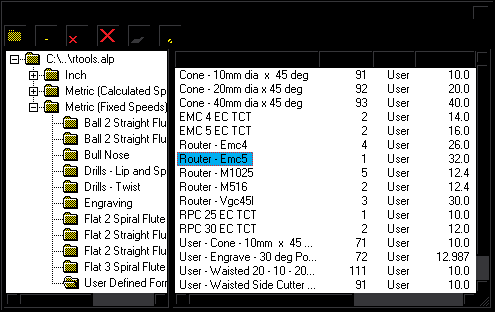 C:\..\rtools.alp
Inch
Metric (Calculated Sp
Metric (Fixed Speeds)
Ball 2 Straight Flu
Ball 2 Straight Flu
Bull Nose
Drills - Lip and Sp
Drills - Twist
Engraving
Flat 2 Spiral Flute
Flat 2 Straight Flu
Flat 2 Straight Flu
Flat 3 Spiral Flute
User Defined Form
Cone - 10mm dia x 45 deg 91 User 10.0
Cone - 20mm dia x 45 deg 92 User 20.0
Cone - 40mm dia x 45 deg 93 User 40.0
EMC 4 EC TCT 2 User 14.0
EMC 5 EC TCT 2 User 16.0
Router - Emc4 4 User 26.0
Router - Emc5 1 User 32.0
Router - M1025 5 User 12.4
Router - M516 2 User 12.4
Router - Vgc45l 3 User 30.0
RPC 25 EC TCT 1 User 10.0
RPC 30 EC TCT 2 User 12.0
User - Cone - 10mm x 45 ... 71 User 10.0
User - Engrave - 30 deg Po... 72 User 12.987
User - Waisted 20 - 10 - 20... 111 User 10.0
User - Waisted Side Cutter ... 91 User 10.0